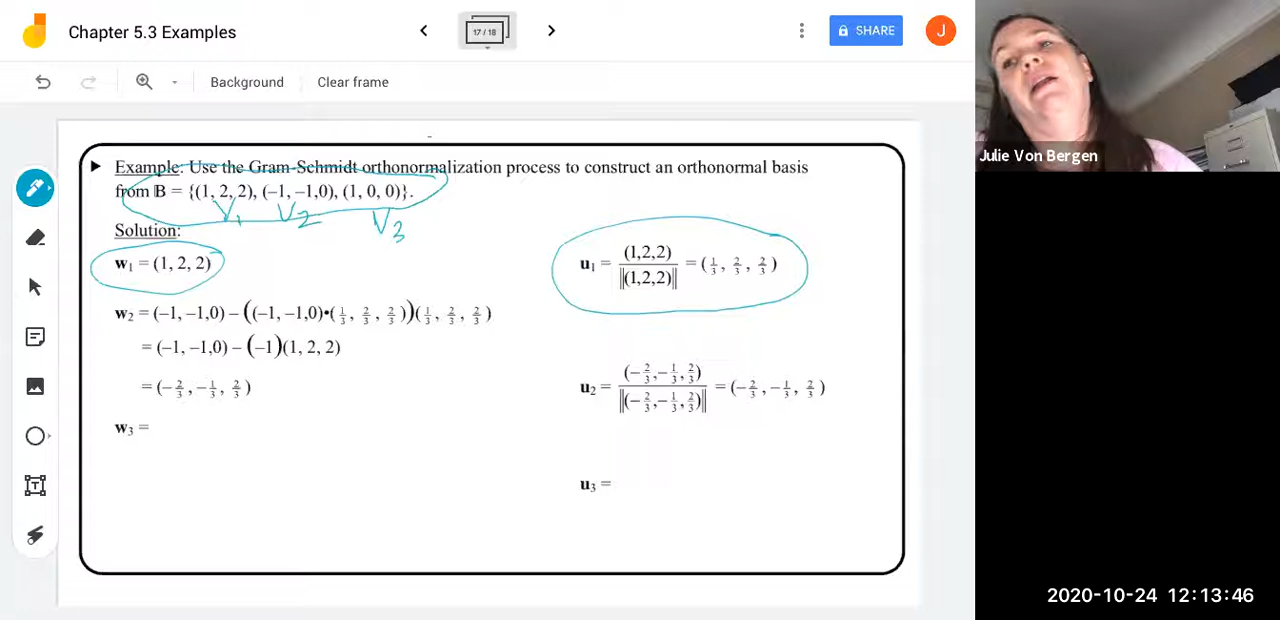 Chapter 5.3 Examples
17 / 18
SHARE
J
Background
Clear frame
Julie Von Bergen
► Example: Use the Gram-Schmidt orthonormalization process to construct an orthonormal basis
from B = {(1, 2, 2), (−1, −1,0), (1, 0, 0)}.
V1 V2 V3
Solution:
w₁ = (1, 2, 2)
u₁ = (1,2,2) / ‖(1,2,2)‖ = (1/3, 2/3, 2/3)
w₂ = (−1, −1,0) − ((−1, −1,0)•(1/3, 2/3, 2/3))(1/3, 2/3, 2/3)
= (−1, −1,0) − (−1)(1, 2, 2)
= (−2/3, −1/3, 2/3)
u₂ = (−2/3, −1/3, 2/3) / ‖(−2/3, −1/3, 2/3)‖ = (−2/3, −1/3, 2/3)
w₃ =
u₃ =
2020-10-24 12:13:46